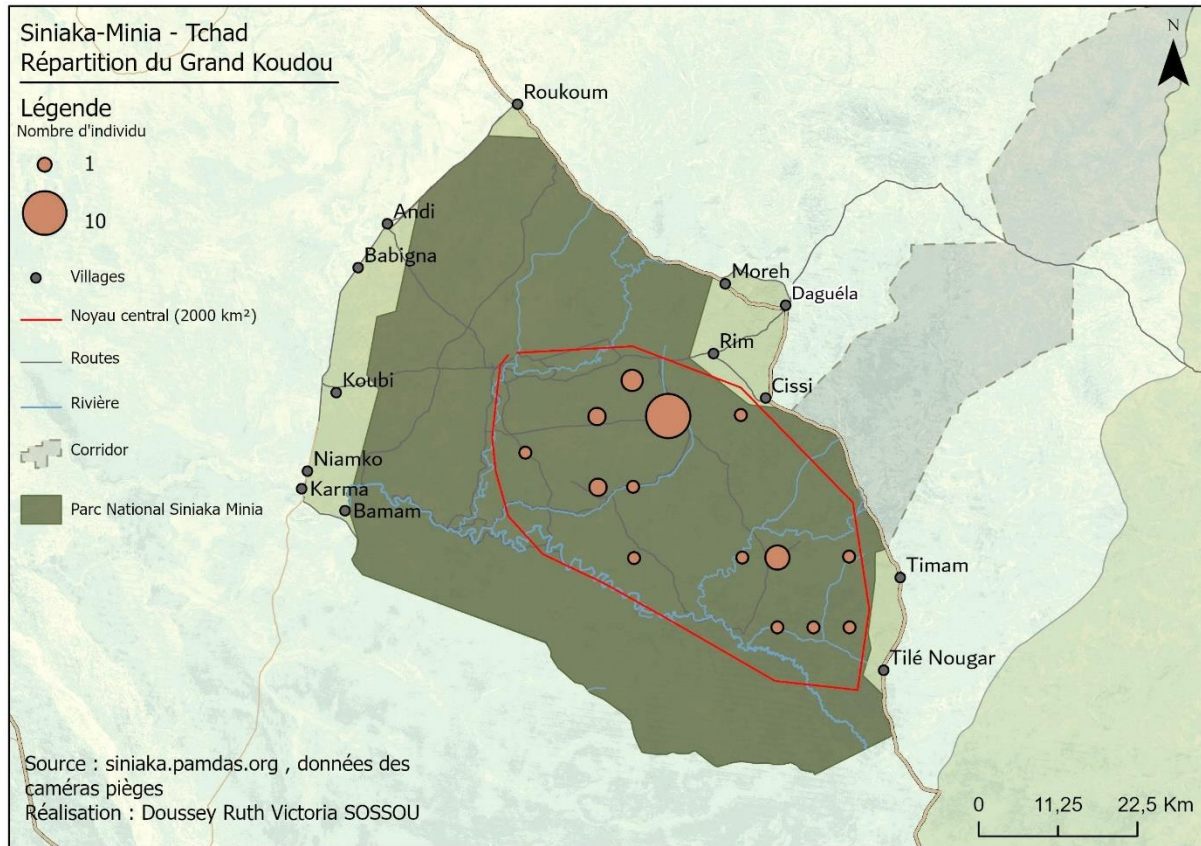 Siniaka-Minia - Tchad
Répartition du Grand Koudou
Légende
Nombre d'individu
1
10
Villages
Noyau central (2000 km²)
Routes
Rivière
Corridor
Parc National Siniaka Minia
N
Roukoum
Andi
Babigna
Moreh
Daguéla
Rim
Koubi
Cissi
Niamko
Karma
Bamam
Timam
Tilé Nougar
Source : siniaka.pamdas.org , données des
caméras pièges
Réalisation : Doussey Ruth Victoria SOSSOU
0 11,25 22,5 Km